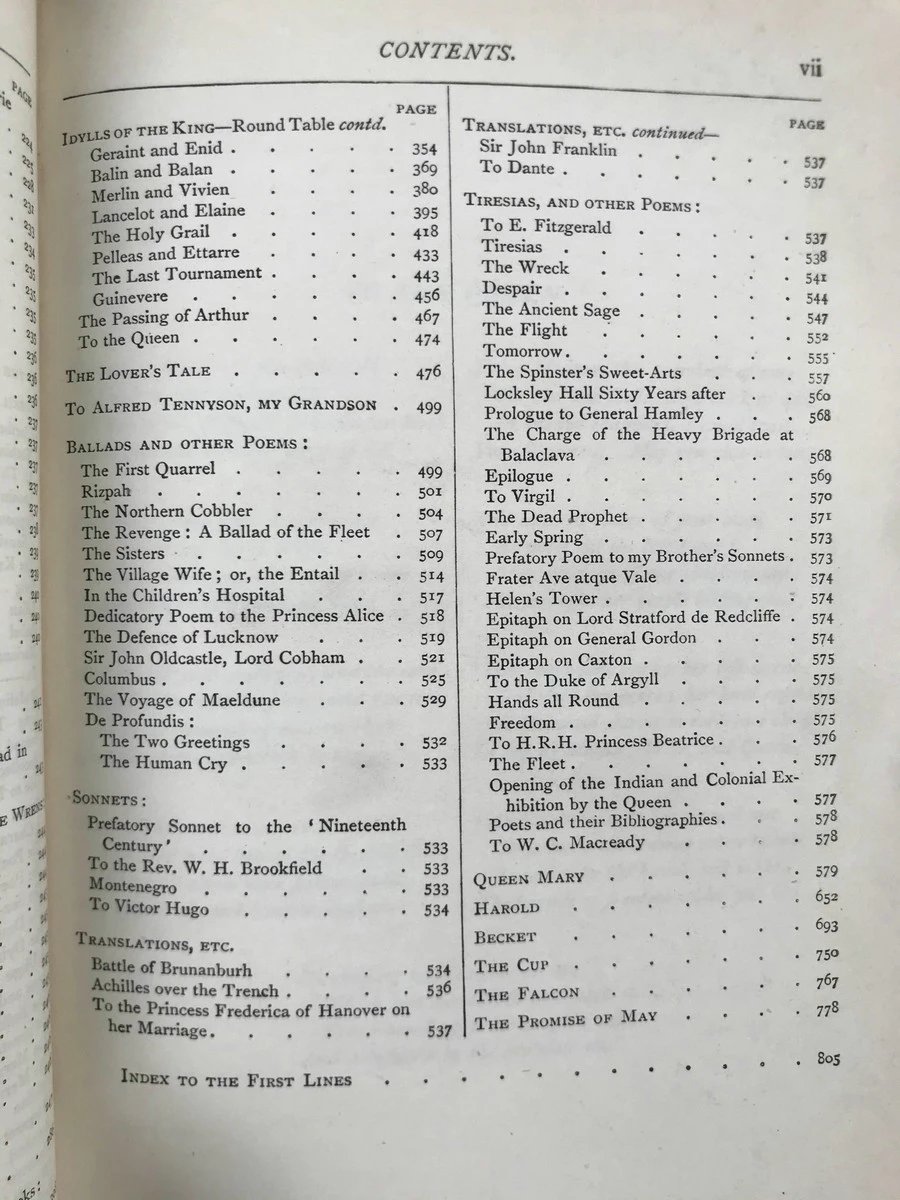 CONTENTS.
vii
PAGE
IDYLLS OF THE KING—Round Table contd.
Geraint and Enid . . . . . 354
Balin and Balan . . . . . 369
Merlin and Vivien . . . . 380
Lancelot and Elaine . . . . 395
The Holy Grail . . . . . 418
Pelleas and Ettarre . . . . 433
The Last Tournament . . . . 443
Guinevere . . . . . . 456
The Passing of Arthur . . . . 467
To the Queen . . . . . . 474
THE LOVER'S TALE . . . . . 476
TO ALFRED TENNYSON, MY GRANDSON . 499
BALLADS AND OTHER POEMS :
The First Quarrel . . . . . 499
Rizpah . . . . . . . 501
The Northern Cobbler . . . . 504
The Revenge : A Ballad of the Fleet . 507
The Sisters . . . . . . 509
The Village Wife ; or, the Entail . . 514
In the Children's Hospital . . . 517
Dedicatory Poem to the Princess Alice . 518
The Defence of Lucknow . . . 519
Sir John Oldcastle, Lord Cobham . . 521
Columbus . . . . . . . 525
The Voyage of Maeldune . . . 529
De Profundis :
The Two Greetings . . . . 532
The Human Cry . . . . . 533
SONNETS :
Prefatory Sonnet to the 'Nineteenth
Century' . . . . . . 533
To the Rev. W. H. Brookfield . . 533
Montenegro . . . . . . 533
To Victor Hugo . . . . . 534
TRANSLATIONS, ETC.
Battle of Brunanburh . . . . 534
Achilles over the Trench . . . . 536
To the Princess Frederica of Hanover on
her Marriage . . . . . . 537
PAGE
TRANSLATIONS, ETC. continued—
Sir John Franklin . . . . . 537
To Dante . . . . . . . 537
TIRESIAS, AND OTHER POEMS :
To E. Fitzgerald . . . . . 537
Tiresias . . . . . . . 538
The Wreck . . . . . . 541
Despair . . . . . . . 544
The Ancient Sage . . . . . 547
The Flight . . . . . . 552
Tomorrow . . . . . . . 555
The Spinster's Sweet-Arts . . . 557
Locksley Hall Sixty Years after . . 560
Prologue to General Hamley . . . 568
The Charge of the Heavy Brigade at
Balaclava . . . . . . 568
Epilogue . . . . . . . 569
To Virgil . . . . . . . 570
The Dead Prophet . . . . . 571
Early Spring . . . . . . 573
Prefatory Poem to my Brother's Sonnets . 573
Frater Ave atque Vale . . . . 574
Helen's Tower . . . . . . 574
Epitaph on Lord Stratford de Redcliffe . 574
Epitaph on General Gordon . . . 574
Epitaph on Caxton . . . . . 575
To the Duke of Argyll . . . . 575
Hands all Round . . . . . 575
Freedom . . . . . . . 575
To H.R.H. Princess Beatrice . . . 576
The Fleet . . . . . . . 577
Opening of the Indian and Colonial Ex-
hibition by the Queen . . . . 577
Poets and their Bibliographies . . . 578
To W. C. Macready . . . . 578
QUEEN MARY . . . . . 579
HAROLD . . . . . . 652
BECKET . . . . . . 693
THE CUP . . . . . . 750
THE FALCON . . . . . 767
THE PROMISE OF MAY . . . . 778
INDEX TO THE FIRST LINES . . . . . . . . . . . . 805